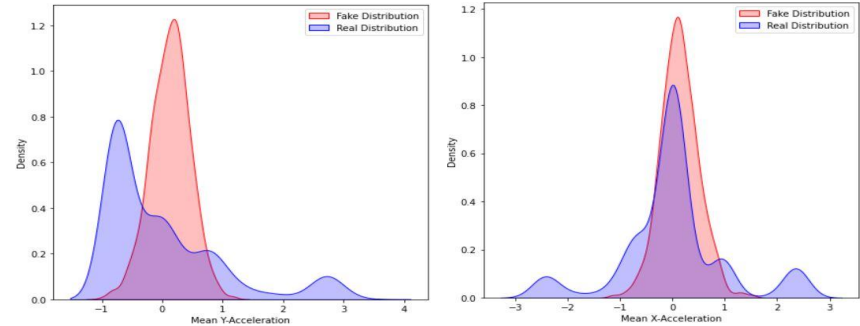 Fake Distribution
Real Distribution
1.2
1.0
0.8
0.6
0.4
0.2
0.0
Density
−1 0 1 2 3 4
Mean Y-Acceleration
Fake Distribution
Real Distribution
1.2
1.0
0.8
0.6
0.4
0.2
0.0
Density
−3 −2 −1 0 1 2 3
Mean X-Acceleration